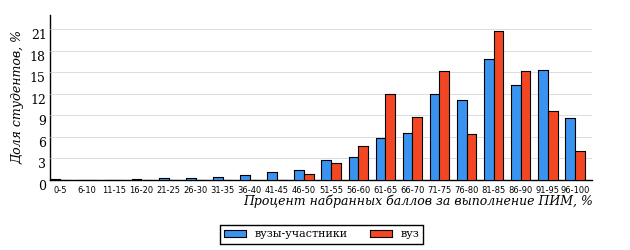 Доля студентов, %
21
18
15
12
9
6
3
0
0-5 6-10 11-15 16-20 21-25 26-30 31-35 36-40 41-45 46-50 51-55 56-60 61-65 66-70 71-75 76-80 81-85 86-90 91-95 96-100
Процент набранных баллов за выполнение ПИМ, %
вузы-участники вуз